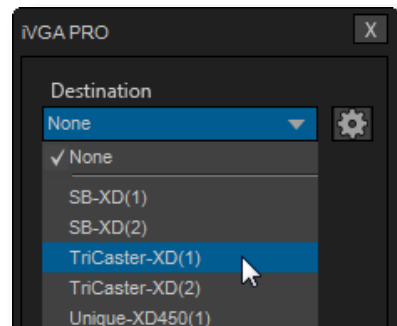 iVGA PRO
X
Destination
None
✓ None
SB-XD(1)
SB-XD(2)
TriCaster-XD(1)
TriCaster-XD(2)
Unique-XD450(1)